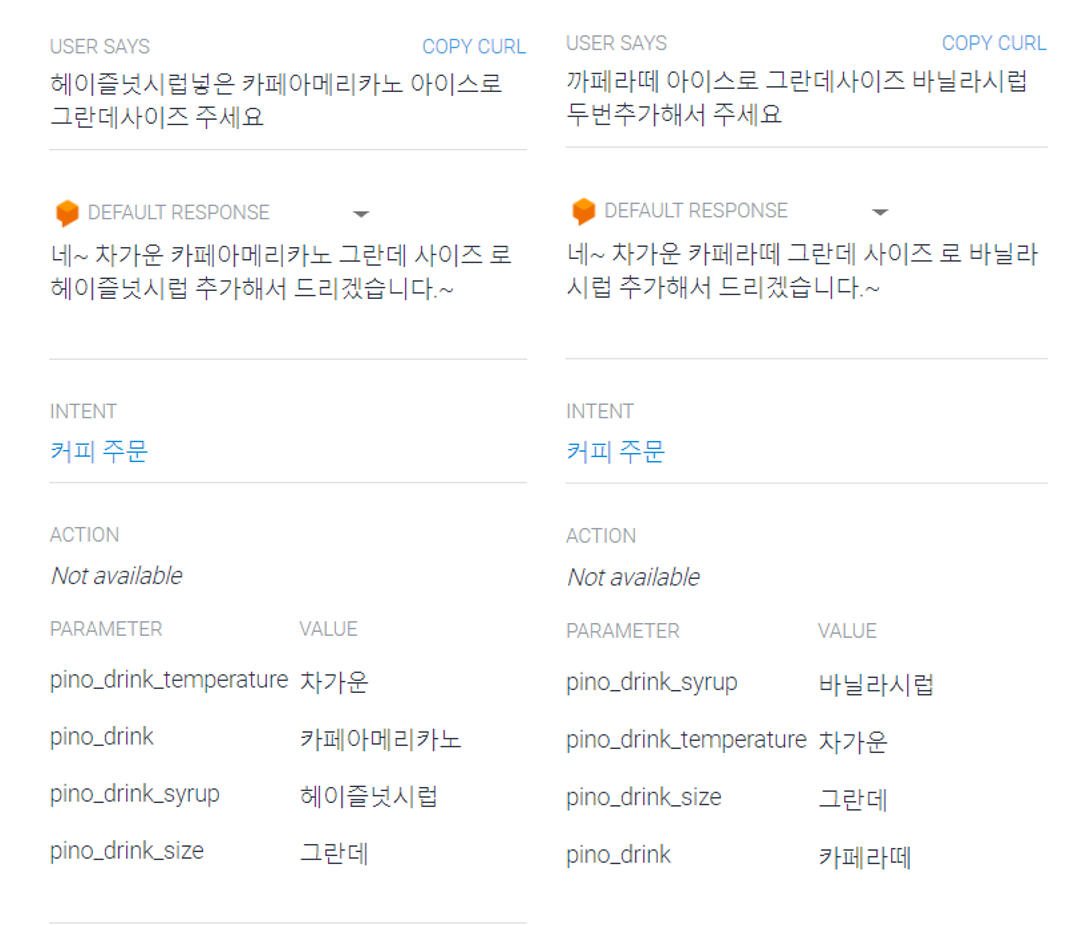 USER SAYS
COPY CURL
헤이즐넛시럽넣은 카페아메리카노 아이스로
그란데사이즈 주세요
DEFAULT RESPONSE
네~ 차가운 카페아메리카노 그란데 사이즈 로
헤이즐넛시럽 추가해서 드리겠습니다.~
INTENT
커피 주문
ACTION
Not available
PARAMETER VALUE
pino_drink_temperature 차가운
pino_drink 카페아메리카노
pino_drink_syrup 헤이즐넛시럽
pino_drink_size 그란데
USER SAYS
COPY CURL
까페라떼 아이스로 그란데사이즈 바닐라시럽
두번추가해서 주세요
DEFAULT RESPONSE
네~ 차가운 카페라떼 그란데 사이즈 로 바닐라
시럽 추가해서 드리겠습니다.~
INTENT
커피 주문
ACTION
Not available
PARAMETER VALUE
pino_drink_syrup 바닐라시럽
pino_drink_temperature 차가운
pino_drink_size 그란데
pino_drink 카페라떼